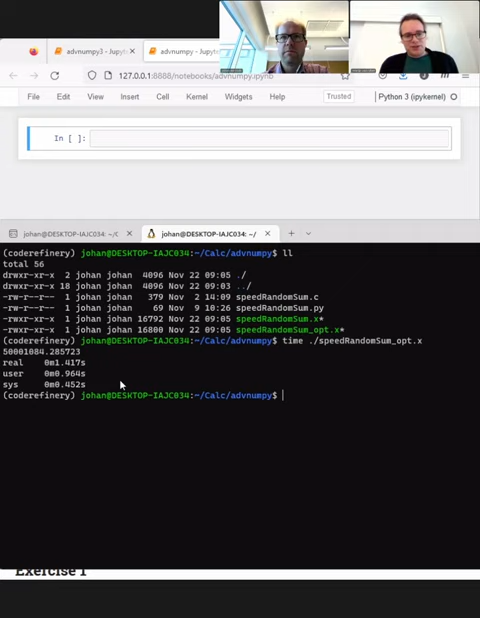 advnumpy3 - Jupyte
advnumpy - Jupyte
127.0.0.1:8888/notebooks/advnumpy.ipynb
File Edit View Insert Cell Kernel Widgets Help Trusted Python 3 (ipykernel)
In [ ]:
johan@DESKTOP-IAJC034: ~/C
johan@DESKTOP-IAJC034: ~/
(coderefinery) johan@DESKTOP-IAJC034:~/Calc/advnumpy$ ll
total 56
drwxr-xr-x 2 johan johan 4096 Nov 22 09:05 ./
drwxr-xr-x 18 johan johan 4096 Nov 22 09:03 ../
-rw-r--r-- 1 johan johan 379 Nov 2 14:09 speedRandomSum.c
-rw-r--r-- 1 johan johan 69 Nov 9 10:26 speedRandomSum.py
-rwxr-xr-x 1 johan johan 16792 Nov 22 09:05 speedRandomSum.x*
-rwxr-xr-x 1 johan johan 16800 Nov 22 09:05 speedRandomSum_opt.x*
(coderefinery) johan@DESKTOP-IAJC034:~/Calc/advnumpy$ time ./speedRandomSum_opt.x
50001084.285723
real 0m1.417s
user 0m0.964s
sys 0m0.452s
(coderefinery) johan@DESKTOP-IAJC034:~/Calc/advnumpy$
Exercise 1